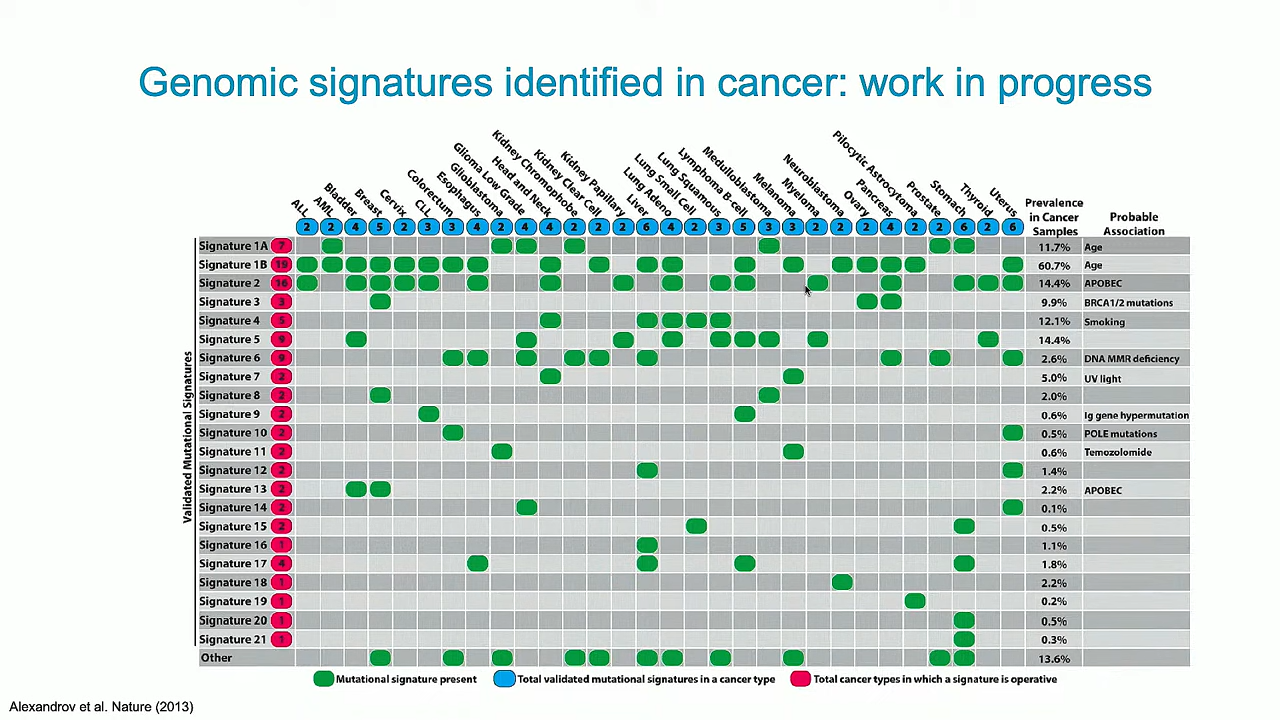 Genomic signatures identified in cancer: work in progress
ALL
AML
Bladder
Breast
Cervix
CLL
Colorectum
Esophagus
Glioblastoma
Glioma Low Grade
Head and Neck
Kidney Chromophobe
Kidney Clear Cell
Kidney Papillary
Liver
Lung Adeno
Lung Small Cell
Lung Squamous
Lymphoma B-cell
Medulloblastoma
Melanoma
Myeloma
Neuroblastoma
Ovary
Pancreas
Pilocytic Astrocytoma
Prostate
Stomach
Thyroid
Uterus
Prevalence in Cancer Samples
Probable Association
2 2 4 5 2 3 3 4 2 4 4 2 2 2 6 4 2 3 5 3 3 3 2 2 4 2 2 6 2 6
Validated Mutational Signatures
Signature 1A 7 11.7% Age
Signature 1B 19 60.7% Age
Signature 2 16 14.4% APOBEC
Signature 3 3 9.9% BRCA1/2 mutations
Signature 4 5 12.1% Smoking
Signature 5 9 14.4%
Signature 6 9 2.6% DNA MMR deficiency
Signature 7 2 5.0% UV light
Signature 8 2 2.0%
Signature 9 2 0.6% Ig gene hypermutation
Signature 10 2 0.5% POLE mutations
Signature 11 2 0.6% Temozolomide
Signature 12 2 1.4%
Signature 13 2 2.2% APOBEC
Signature 14 2 0.1%
Signature 15 2 0.5%
Signature 16 1 1.1%
Signature 17 4 1.8%
Signature 18 1 2.2%
Signature 19 1 0.2%
Signature 20 1 0.5%
Signature 21 1 0.3%
Other 13.6%
Mutational signature present
Total validated mutational signatures in a cancer type
Total cancer types in which a signature is operative
Alexandrov et al. Nature (2013)